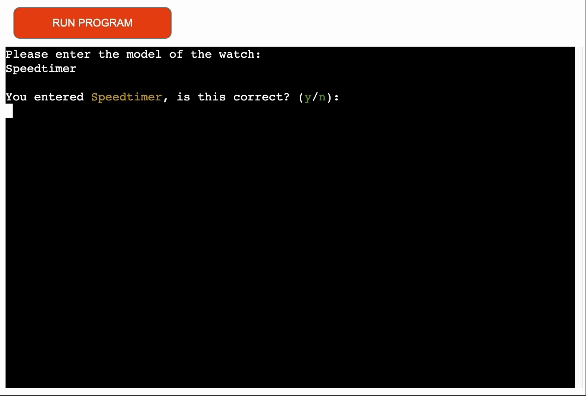 RUN PROGRAM
Please enter the model of the watch:
Speedtimer
You entered Speedtimer, is this correct? (y/n):